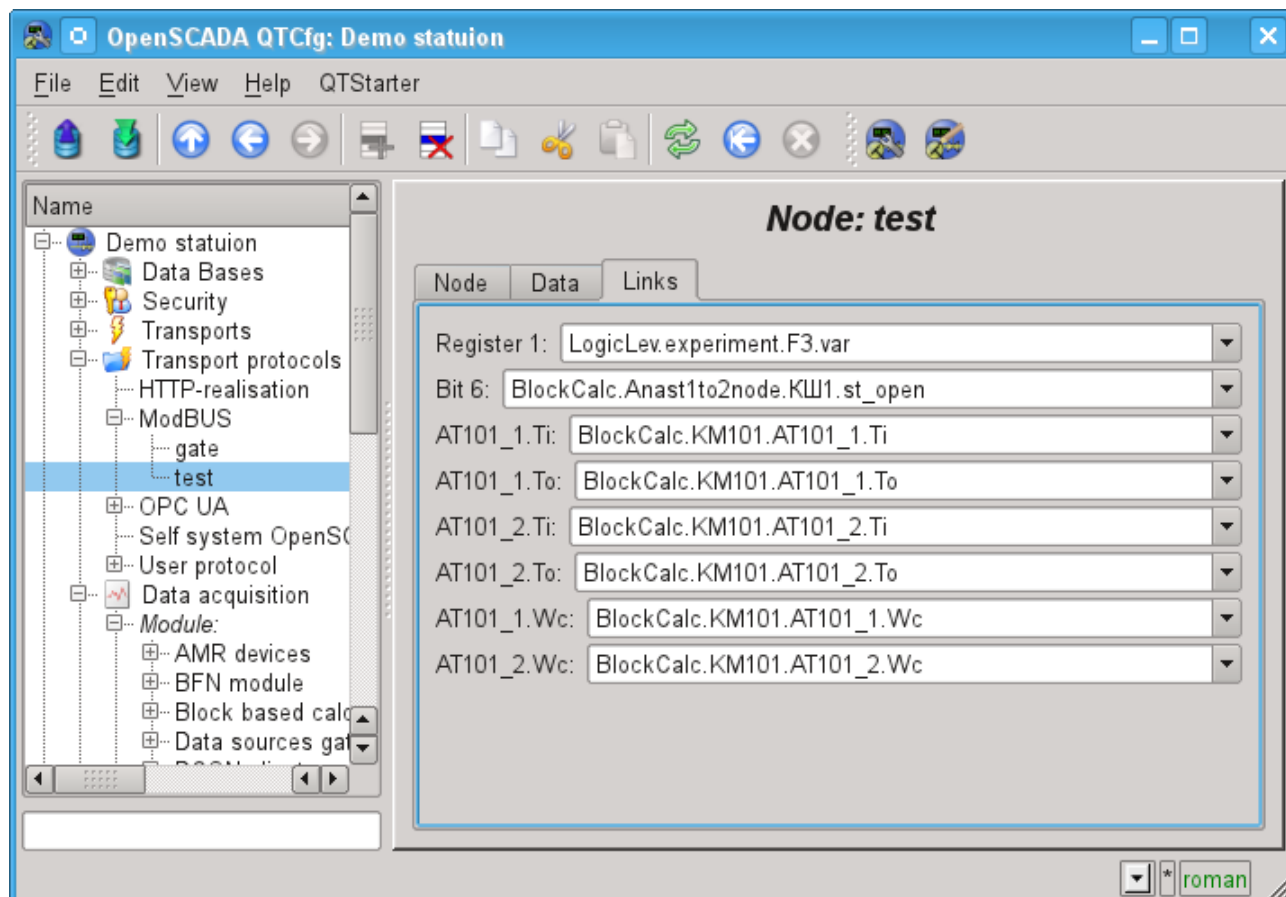 OpenSCADA QTCfg: Demo statuion
File Edit View Help QTStarter
Name
Demo statuion
Data Bases
Security
Transports
Transport protocols
HTTP-realisation
ModBUS
gate
test
OPC UA
Self system OpenSC
User protocol
Data acquisition
Module:
AMR devices
BFN module
Block based calc
Data sources gat
Node: test
Node Data Links
Register 1: LogicLev.experiment.F3.var
Bit 6: BlockCalc.Anast1to2node.КШ1.st_open
AT101_1.Ti: BlockCalc.KM101.AT101_1.Ti
AT101_1.To: BlockCalc.KM101.AT101_1.To
AT101_2.Ti: BlockCalc.KM101.AT101_2.Ti
AT101_2.To: BlockCalc.KM101.AT101_2.To
AT101_1.Wc: BlockCalc.KM101.AT101_1.Wc
AT101_2.Wc: BlockCalc.KM101.AT101_2.Wc
* roman